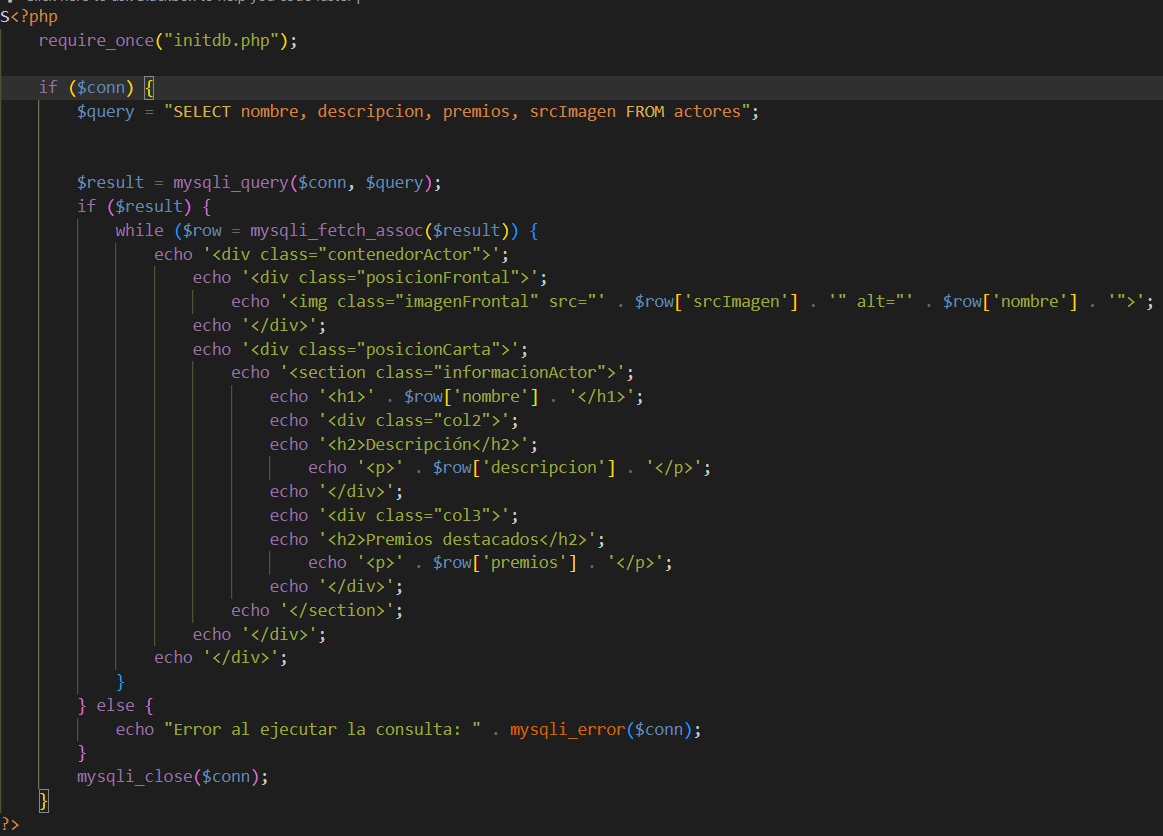 S<?php
    require_once("initdb.php");

    if ($conn) {
        $query = "SELECT nombre, descripcion, premios, srcImagen FROM actores";


        $result = mysqli_query($conn, $query);
        if ($result) {
            while ($row = mysqli_fetch_assoc($result)) {
                echo '<div class="contenedorActor">';
                    echo '<div class="posicionFrontal">';
                        echo '<img class="imagenFrontal" src="' . $row['srcImagen'] . '" alt="' . $row['nombre'] . '">';
                    echo '</div>';
                    echo '<div class="posicionCarta">';
                        echo '<section class="informacionActor">';
                            echo '<h1>' . $row['nombre'] . '</h1>';
                            echo '<div class="col2">';
                            echo '<h2>Descripción</h2>';
                                echo '<p>' . $row['descripcion'] . '</p>';
                            echo '</div>';
                            echo '<div class="col3">';
                            echo '<h2>Premios destacados</h2>';
                                echo '<p>' . $row['premios'] . '</p>';
                            echo '</div>';
                        echo '</section>';
                    echo '</div>';
                echo '</div>';
            }
        } else {
            echo "Error al ejecutar la consulta: " . mysqli_error($conn);
        }
        mysqli_close($conn);
    }
?>